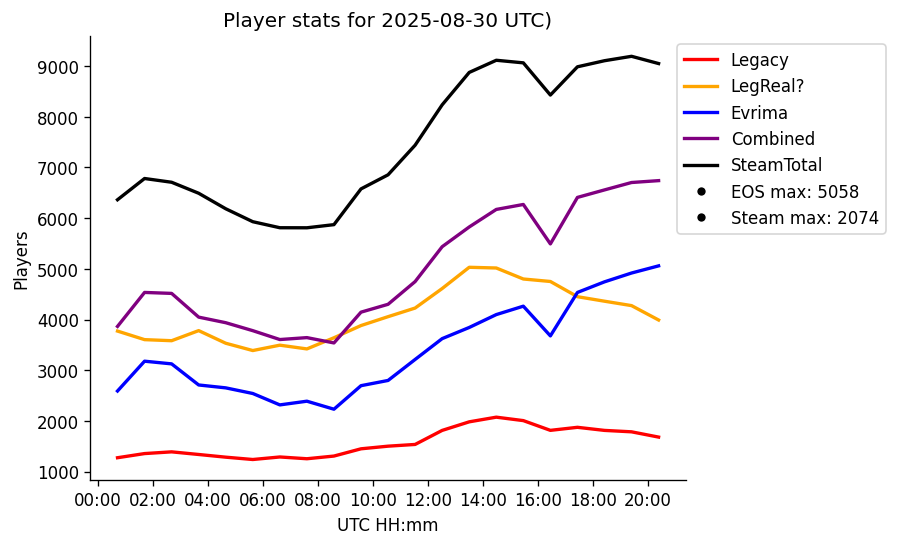 Player stats for 2025-08-30 UTC)
Players
9000
8000
7000
6000
5000
4000
3000
2000
1000
00:00 02:00 04:00 06:00 08:00 10:00 12:00 14:00 16:00 18:00 20:00
UTC HH:mm
Legacy
LegReal?
Evrima
Combined
SteamTotal
EOS max: 5058
Steam max: 2074